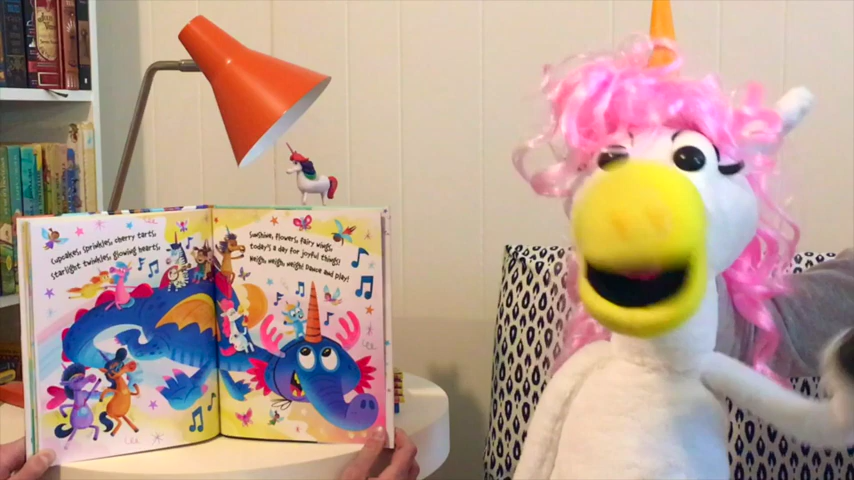 Cupcakes, sprinkles, cherry tarts,
starlight twinkles, glowing hearts.
Sunshine, flowers, fairy wings,
today's a day for joyful things!
Neigh, neigh, neigh! Dance and play!